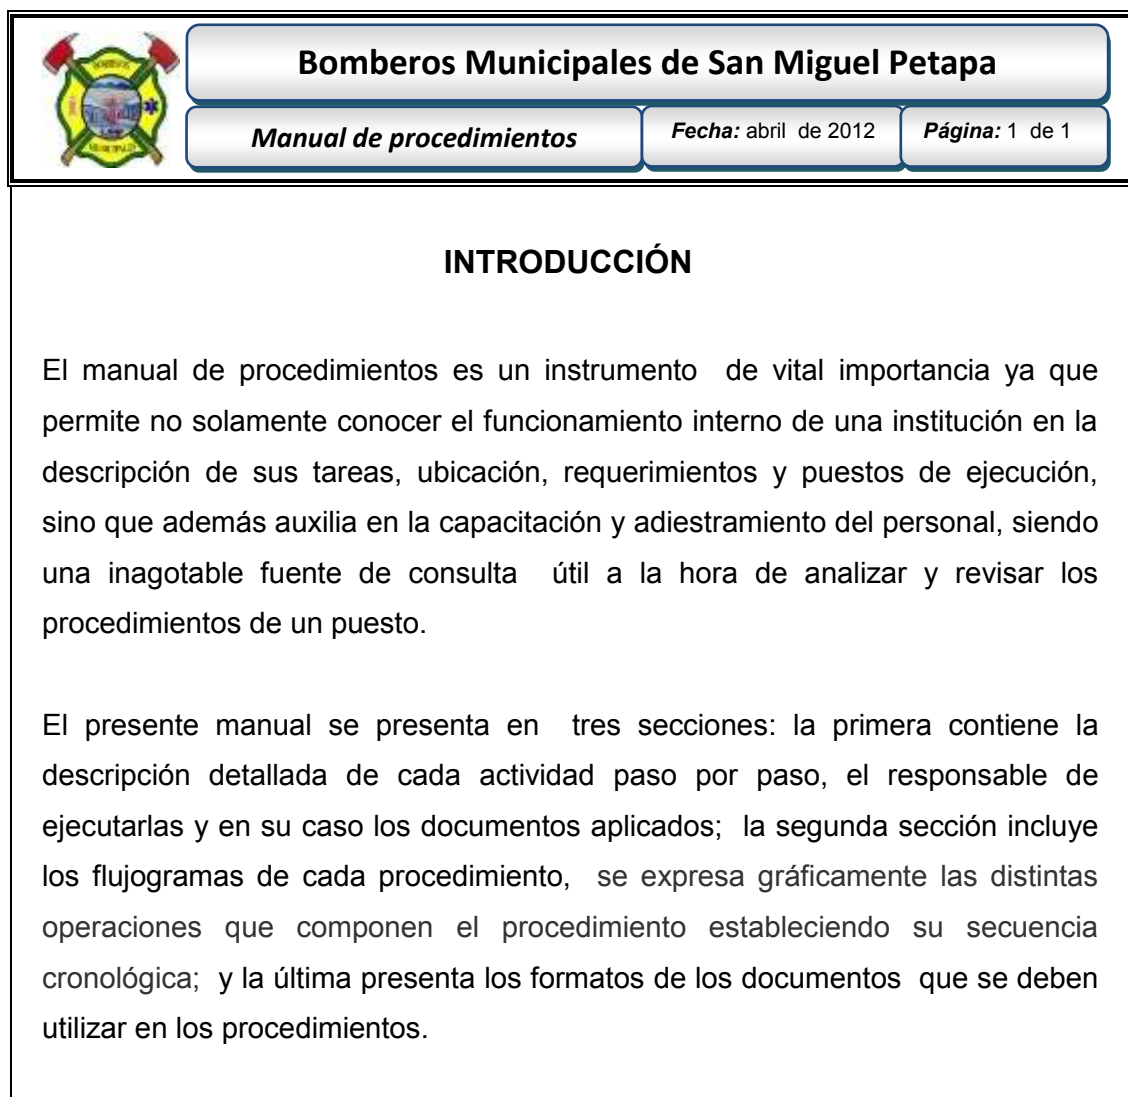 BOMBEROS
MUNICIPALES
Bomberos Municipales de San Miguel Petapa
Manual de procedimientos
Fecha: abril de 2012
Página: 1 de 1
INTRODUCCIÓN
El manual de procedimientos es un instrumento de vital importancia ya que
permite no solamente conocer el funcionamiento interno de una institución en la
descripción de sus tareas, ubicación, requerimientos y puestos de ejecución,
sino que además auxilia en la capacitación y adiestramiento del personal, siendo
una inagotable fuente de consulta útil a la hora de analizar y revisar los
procedimientos de un puesto.
El presente manual se presenta en tres secciones: la primera contiene la
descripción detallada de cada actividad paso por paso, el responsable de
ejecutarlas y en su caso los documentos aplicados; la segunda sección incluye
los flujogramas de cada procedimiento, se expresa gráficamente las distintas
operaciones que componen el procedimiento estableciendo su secuencia
cronológica; y la última presenta los formatos de los documentos que se deben
utilizar en los procedimientos.